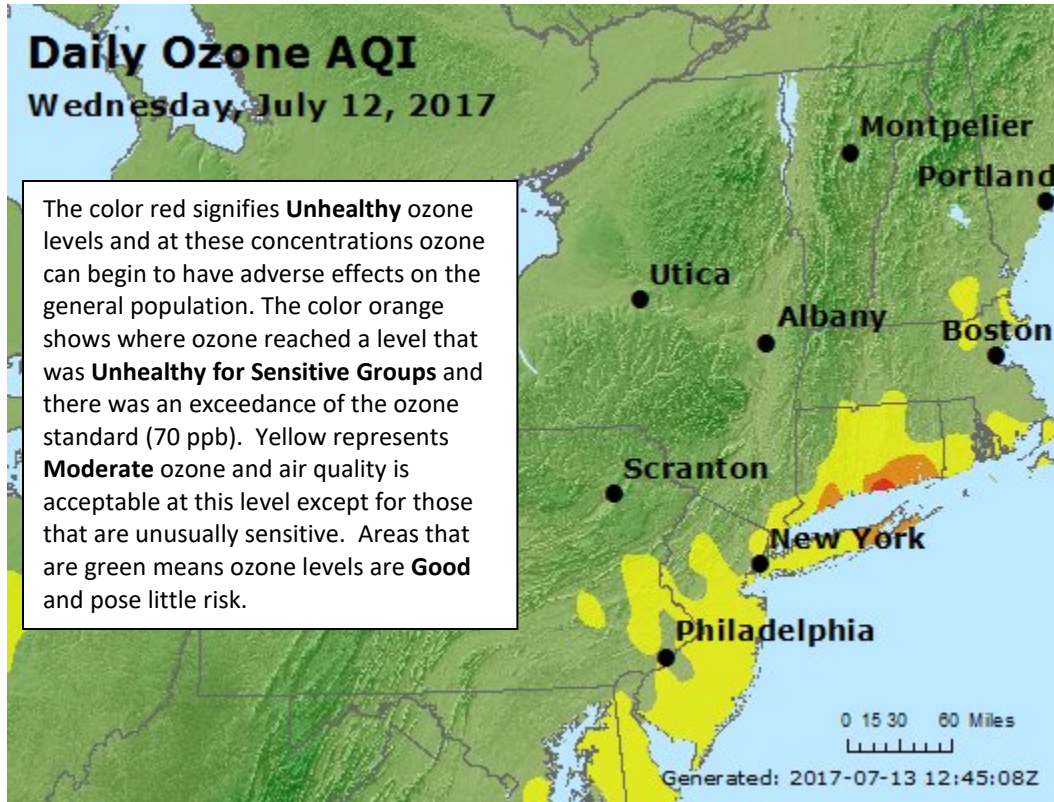 Daily Ozone AQI
Wednesday, July 12, 2017
Montpelier
Portland
The color red signifies Unhealthy ozone
levels and at these concentrations ozone
can begin to have adverse effects on the
general population. The color orange
shows where ozone reached a level that
was Unhealthy for Sensitive Groups and
there was an exceedance of the ozone
standard (70 ppb).  Yellow represents
Moderate ozone and air quality is
acceptable at this level except for those
that are unusually sensitive.  Areas that
are green means ozone levels are Good
and pose little risk.
Utica
Albany
Boston
Scranton
New York
Philadelphia
0 15 30 60 Miles
Generated: 2017-07-13 12:45:08Z